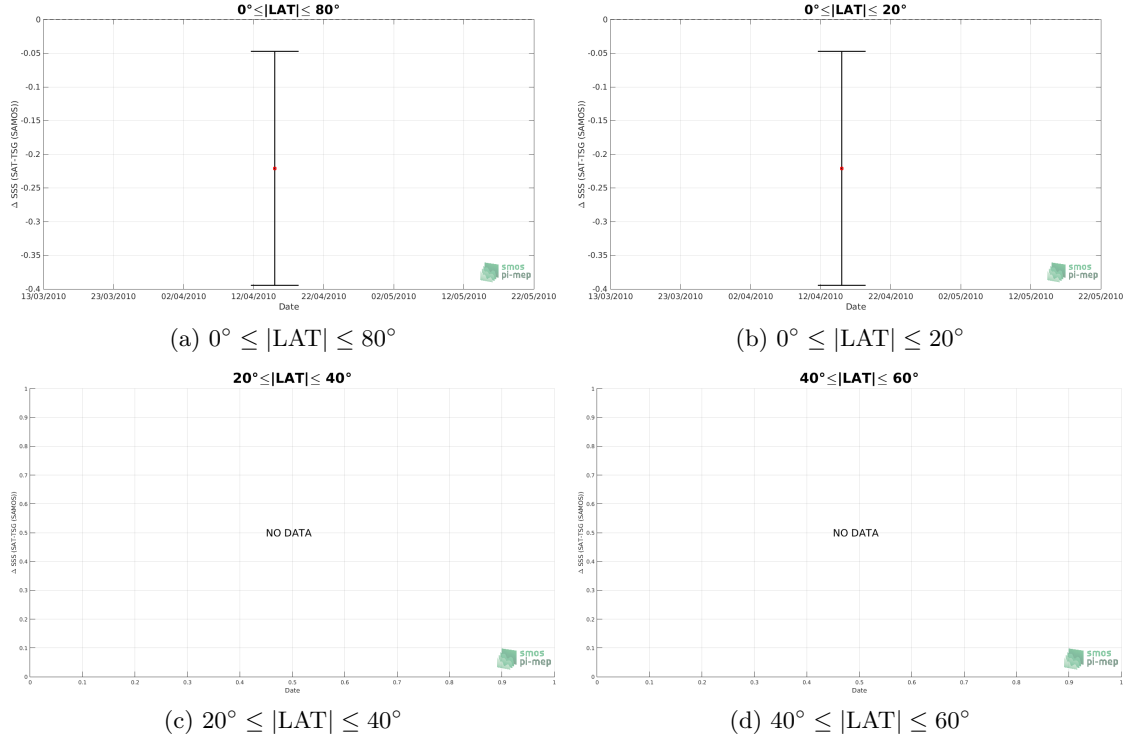 0°≤|LAT|≤ 80°
0
-0.05
-0.1
-0.15
-0.2
-0.25
-0.3
-0.35
-0.4
Δ SSS (SAT-TSG (SAMOS))
13/03/2010 23/03/2010 02/04/2010 12/04/2010 22/04/2010 02/05/2010 12/05/2010 22/05/2010
Date
smos
pi-mep
(a) 0° ≤ |LAT| ≤ 80°
0°≤|LAT|≤ 20°
0
-0.05
-0.1
-0.15
-0.2
-0.25
-0.3
-0.35
-0.4
Δ SSS (SAT-TSG (SAMOS))
13/03/2010 23/03/2010 02/04/2010 12/04/2010 22/04/2010 02/05/2010 12/05/2010 22/05/2010
Date
smos
pi-mep
(b) 0° ≤ |LAT| ≤ 20°
20°≤|LAT|≤ 40°
1
0.9
0.8
0.7
0.6
0.5
0.4
0.3
0.2
0.1
0
Δ SSS (SAT-TSG (SAMOS))
NO DATA
0 0.1 0.2 0.3 0.4 0.5 0.6 0.7 0.8 0.9 1
Date
smos
pi-mep
(c) 20° ≤ |LAT| ≤ 40°
40°≤|LAT|≤ 60°
1
0.9
0.8
0.7
0.6
0.5
0.4
0.3
0.2
0.1
0
Δ SSS (SAT-TSG (SAMOS))
NO DATA
0 0.1 0.2 0.3 0.4 0.5 0.6 0.7 0.8 0.9 1
Date
smos
pi-mep
(d) 40° ≤ |LAT| ≤ 60°